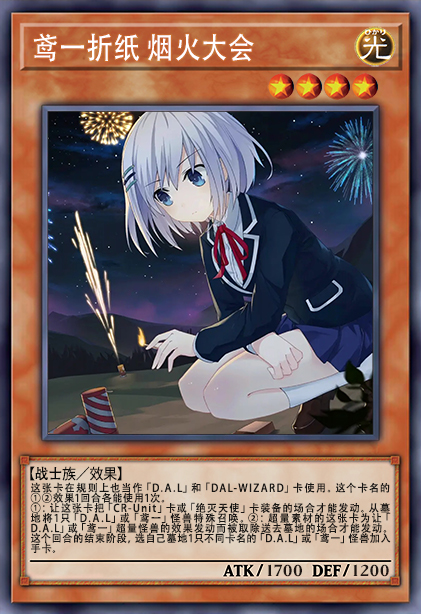 鸢一折纸 烟火大会
ひかり
光
【战士族／效果】
这张卡在规则上也当作「D.A.L」和「DAL-WIZARD」卡使用。这个卡名的
①②效果1回合各能使用1次。
①：让这张卡把「CR-Unit」卡或「绝灭天使」卡装备的场合才能发动。从墓
地将1只「D.A.L」或「鸢一」怪兽特殊召唤。②：超量素材的这张卡为让「
D.A.L」或「鸢一」超量怪兽的效果发动而被取除送去墓地的场合才能发动。
这个回合的结束阶段，选自己墓地1只不同卡名的「D.A.L」或「鸢一」怪兽加入
手卡。
ATK/1700 DEF/1200